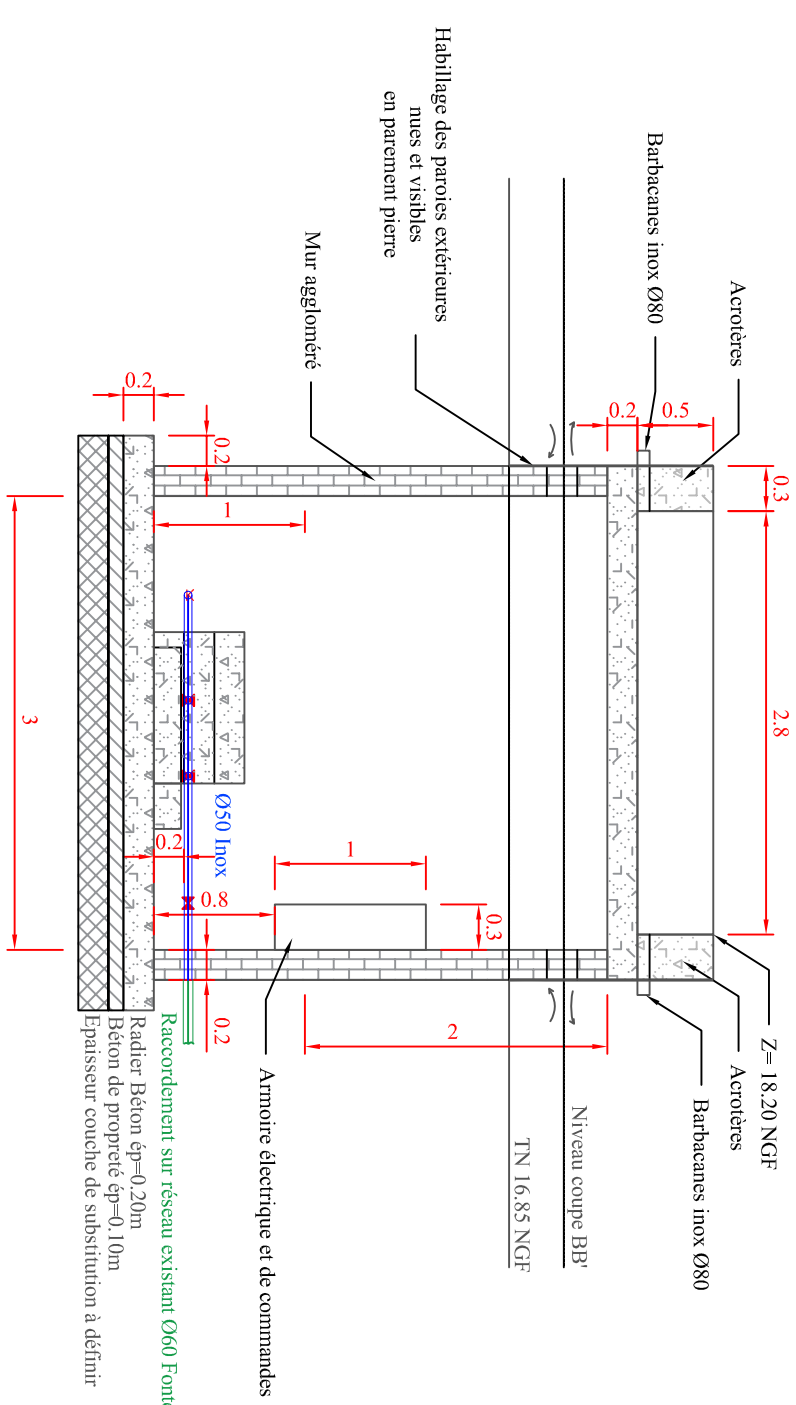 Z= 18.20 NGF
Acrotères
Barbacanes inox Ø80
Acrotères
Barbacanes inox Ø80
0.3
2.8
0.5
0.2
Niveau coupe BB'
TN 16.85 NGF
Habillage des paroies extérieures
nues et visibles
en parement pierre
Mur aggloméré
1
2
1
0.3
0.8
0.2
Armoire électrique et de commandes
Ø50 Inox
0.2
0.2
0.2
3
Raccordement sur réseau existant Ø60 Fonte
Radier Béton ép=0.20m
Béton de propreté ép=0.10m
Epaisseur couche de substitution à définir